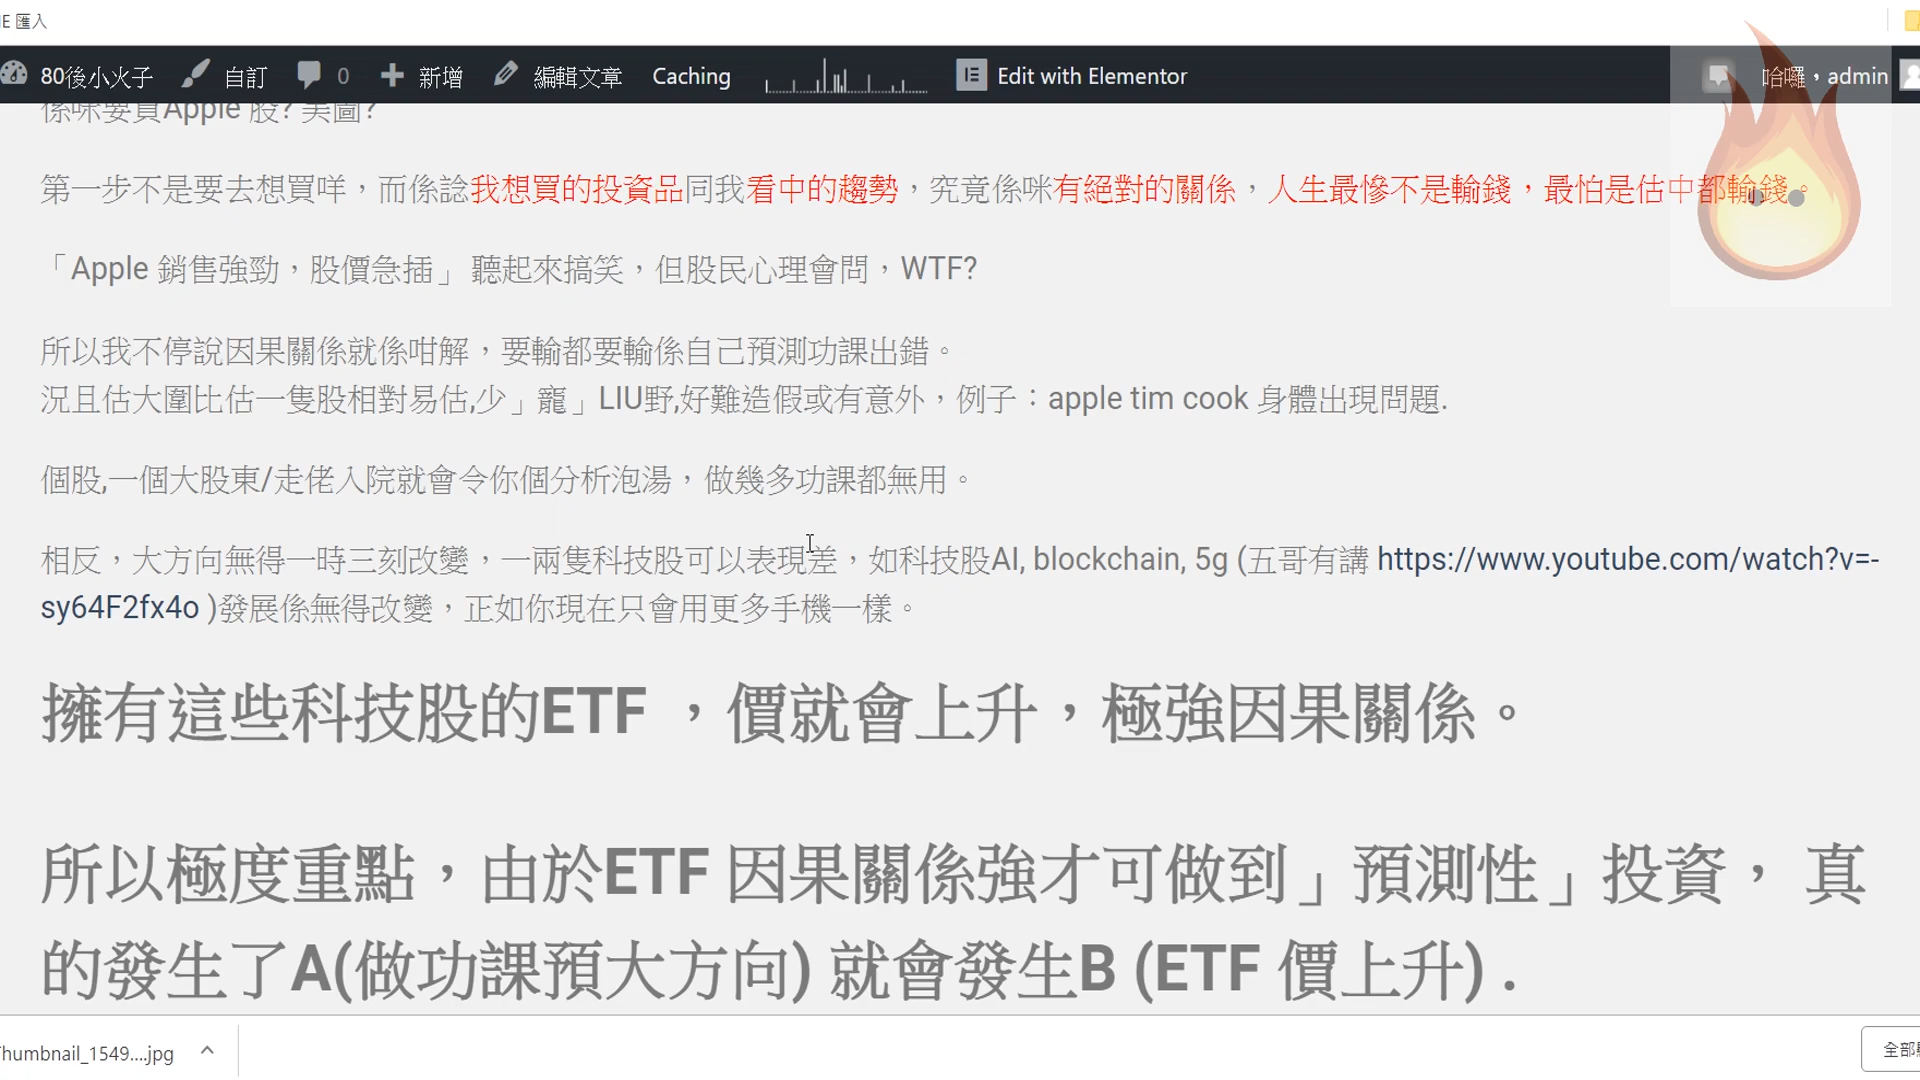 IE 匯入
80後小火子 自訂 0 新增 編輯文章 Caching Edit with Elementor 哈囉，admin
係咪要買Apple 股? 美圖?
第一步不是要去想買咩，而係諗我想買的投資品同我看中的趨勢，究竟係咪有絕對的關係，人生最慘不是輸錢，最怕是估中都輸錢。
「Apple 銷售強勁，股價急插」 聽起來搞笑，但股民心理會問，WTF?
所以我不停說因果關係就係咁解，要輸都要輸係自己預測功課出錯。
況且估大圍比估一隻股相對易估,少」寵」LIU野,好難造假或有意外，例子：apple tim cook 身體出現問題.
個股,一個大股東/走佬入院就會令你個分析泡湯，做幾多功課都無用。
相反，大方向無得一時三刻改變，一兩隻科技股可以表現差，如科技股AI, blockchain, 5g (五哥有講 https://www.youtube.com/watch?v=-
sy64F2fx4o )發展係無得改變，正如你現在只會用更多手機一樣。
擁有這些科技股的ETF ，價就會上升，極強因果關係。
所以極度重點，由於ETF 因果關係強才可做到」預測性」投資， 真
的發生了A(做功課預大方向) 就會發生B (ETF 價上升) .
humbnail_1549....jpg
全部